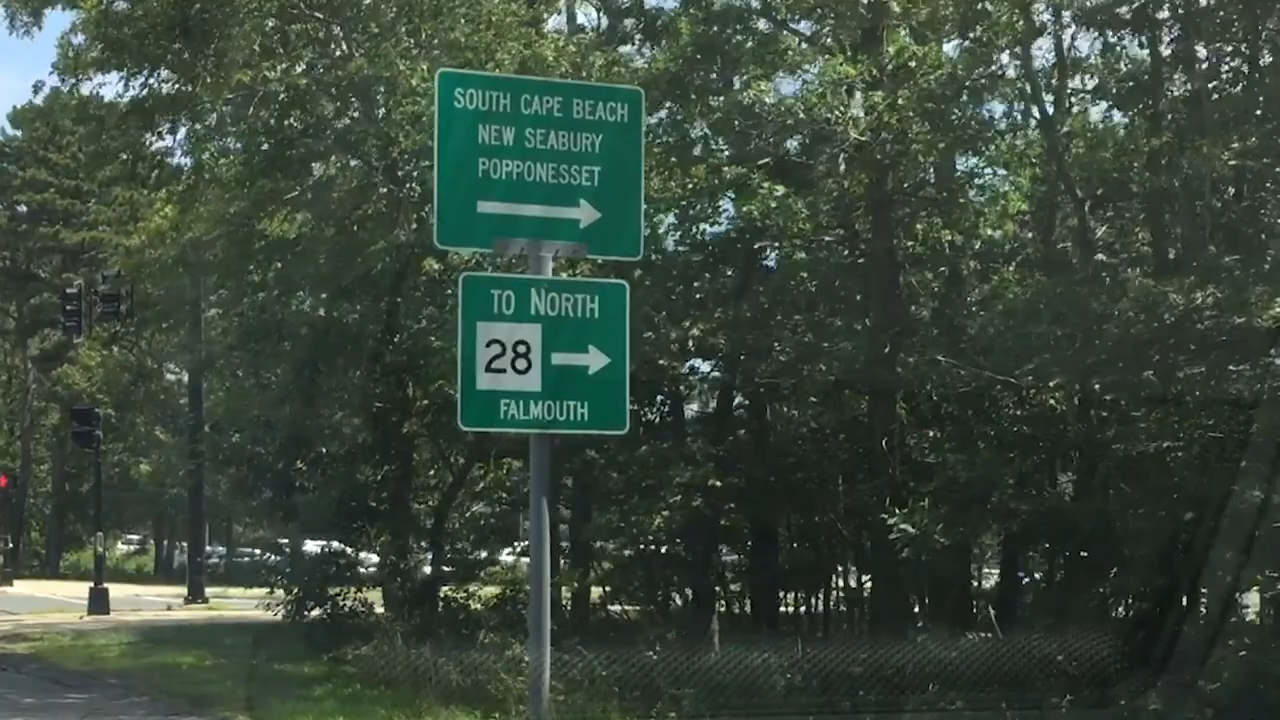 SOUTH CAPE BEACH
NEW SEABURY
POPPONESSET
TO NORTH
28
FALMOUTH